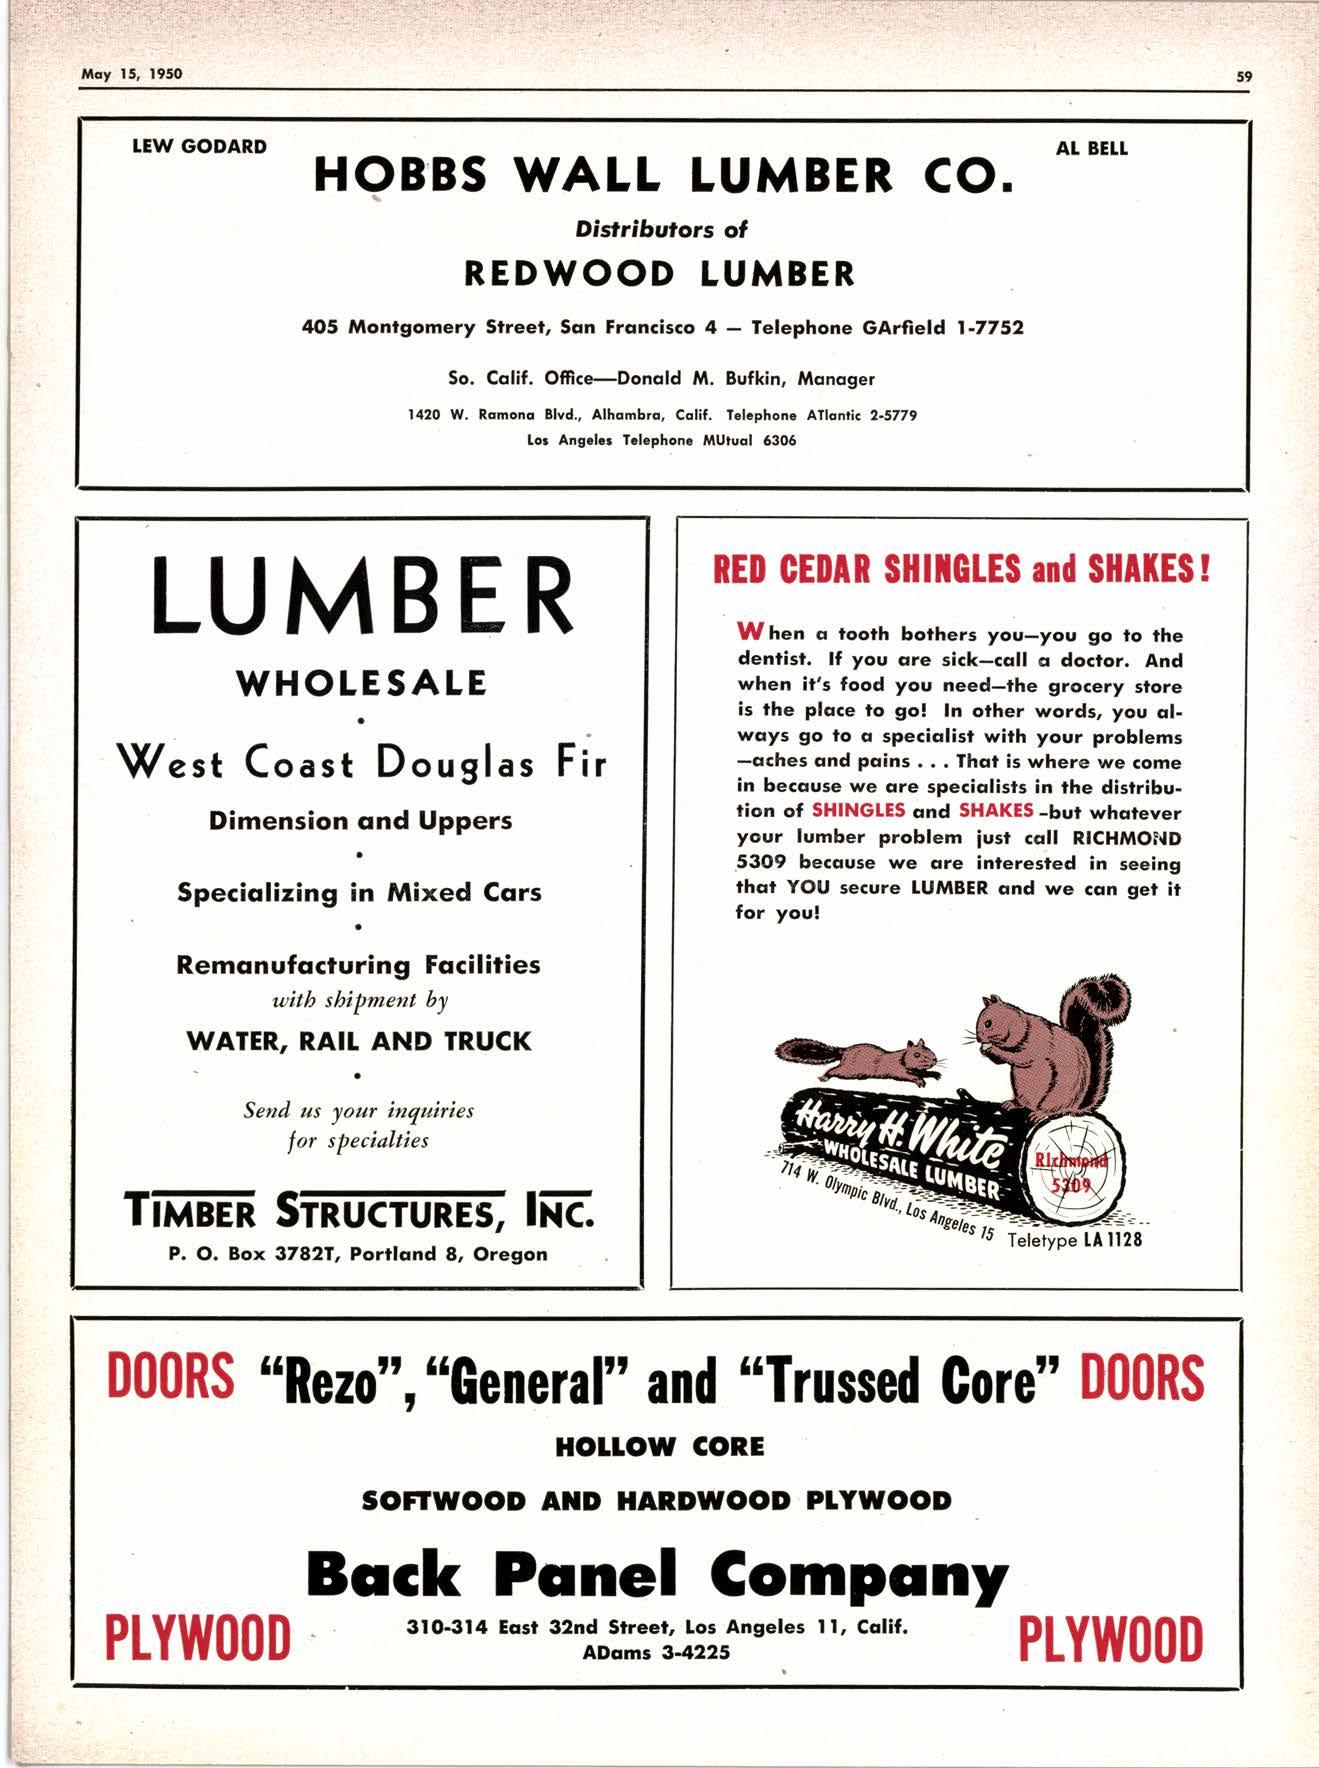 May 15, 1950
59
LEW GODARD
AL BELL
HOBBS WALL LUMBER CO.
Distributors of
REDWOOD LUMBER
405 Montgomery Street, San Francisco 4 — Telephone GArfield 1-7752
So. Calif. Office—Donald M. Bufkin, Manager
1420 W. Ramona Blvd., Alhambra, Calif. Telephone ATlantic 2-5779
Los Angeles Telephone MUtual 6306
LUMBER
WHOLESALE
•
West Coast Douglas Fir
Dimension and Uppers
•
Specializing in Mixed Cars
•
Remanufacturing Facilities
with shipment by
WATER, RAIL AND TRUCK
•
Send us your inquiries
for specialties
TIMBER STRUCTURES, INC.
P. O. Box 3782T, Portland 8, Oregon
RED CEDAR SHINGLES and SHAKES!
When a tooth bothers you—you go to the
dentist. If you are sick—call a doctor. And
when it's food you need—the grocery store
is the place to go! In other words, you al-
ways go to a specialist with your problems
—aches and pains . . . That is where we come
in because we are specialists in the distribu-
tion of SHINGLES and SHAKES -but whatever
your lumber problem just call RICHMOND
5309 because we are interested in seeing
that YOU secure LUMBER and we can get it
for you!
Harry H. White
WHOLESALE LUMBER
RIchmond
5309
714 W. Olympic Blvd., Los Angeles 15
Teletype LA 1128
DOORS "Rezo", "General" and "Trussed Core" DOORS
HOLLOW CORE
SOFTWOOD AND HARDWOOD PLYWOOD
Back Panel Company
PLYWOOD
310-314 East 32nd Street, Los Angeles 11, Calif.
ADams 3-4225
PLYWOOD